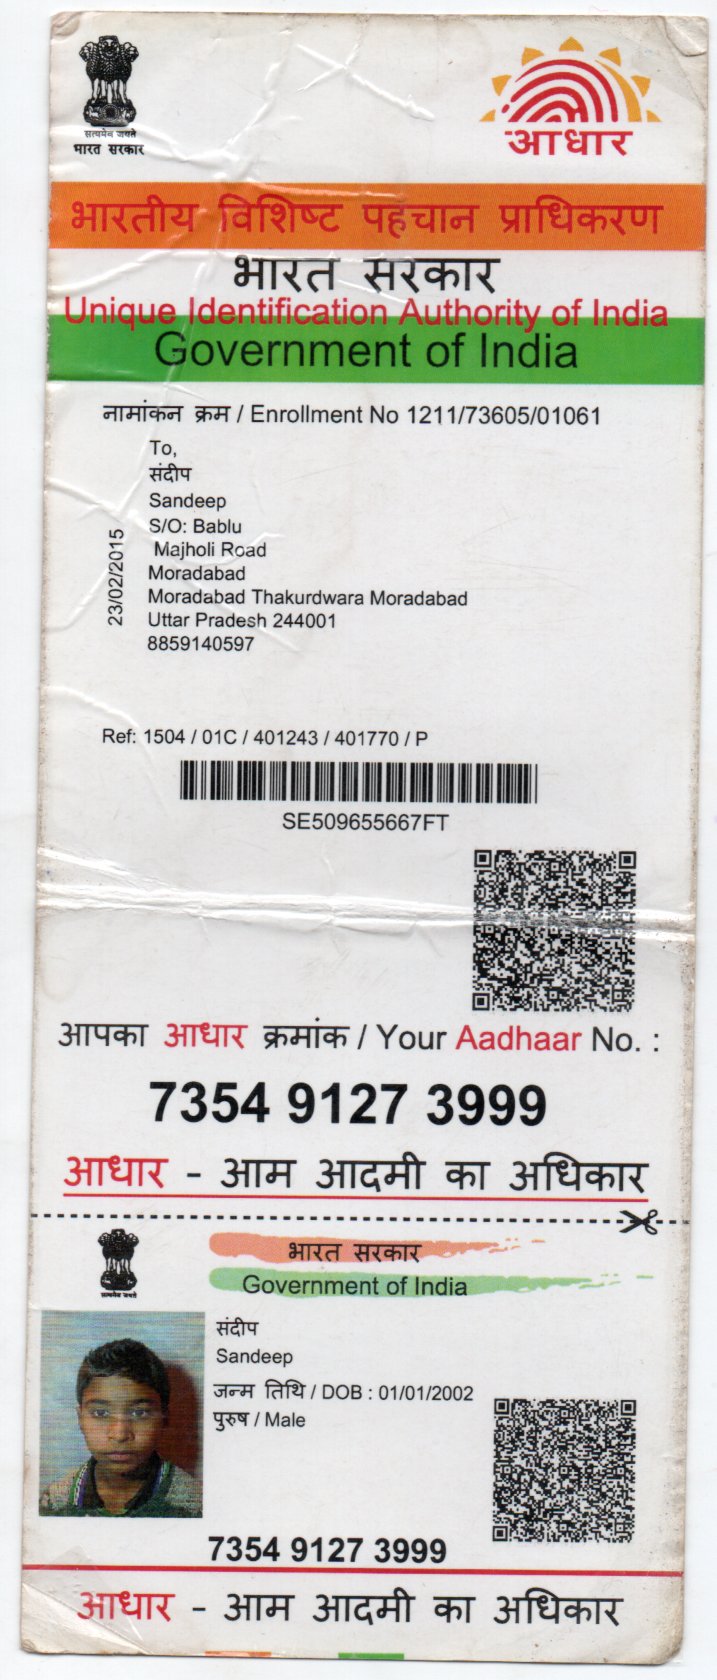 सत्यमेव जयते
भारत सरकार
आधार
भारतीय विशिष्ट पहचान प्राधिकरण
भारत सरकार
Unique Identification Authority of India
Government of India
नामांकन क्रम / Enrollment No 1211/73605/01061
To,
संदीप
Sandeep
S/O: Bablu
Majholi Road
Moradabad
Moradabad Thakurdwara Moradabad
Uttar Pradesh 244001
8859140597
23/02/2015
Ref: 1504 / 01C / 401243 / 401770 / P
SE509655667FT
आपका आधार क्रमांक / Your Aadhaar No. :
7354 9127 3999
आधार - आम आदमी का अधिकार
सत्यमेव जयते
भारत सरकार
Government of India
संदीप
Sandeep
जन्म तिथि / DOB : 01/01/2002
पुरुष / Male
7354 9127 3999
आधार - आम आदमी का अधिकार